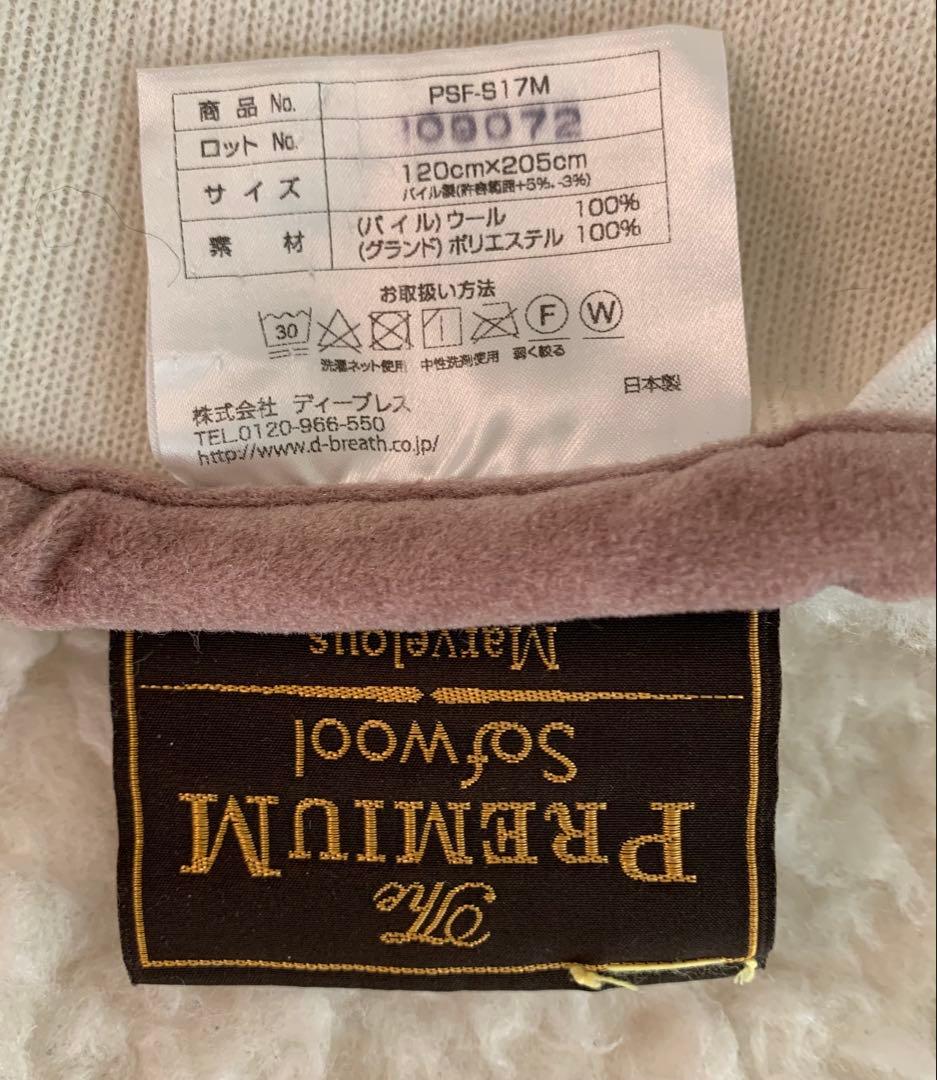 商品 No. PSF-S17M
ロット No. 109072
サイズ 120cm×205cm
パイル製(許容範囲+5%、-3%)
素材 (パイル)ウール 100%
(グランド)ポリエステル 100%
お取扱い方法
30 F W
洗濯ネット使用 中性洗剤使用 弱く絞る
日本製
株式会社 ディーブレス
TEL.0120-966-550
http://www.d-breath.co.jp/
The
PREMIUM
Sofwool
Marvelous